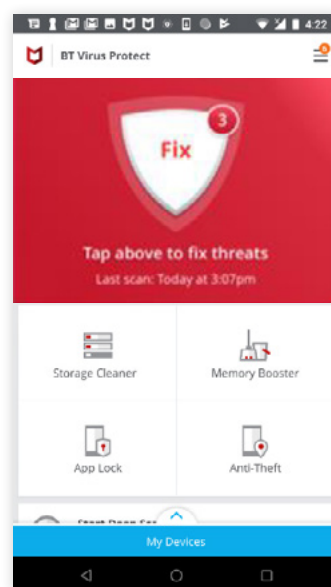 4:22
BT Virus Protect
3
Fix
Tap above to fix threats
Last scan: Today at 3:07pm
Storage Cleaner
Memory Booster
App Lock
Anti-Theft
My Devices